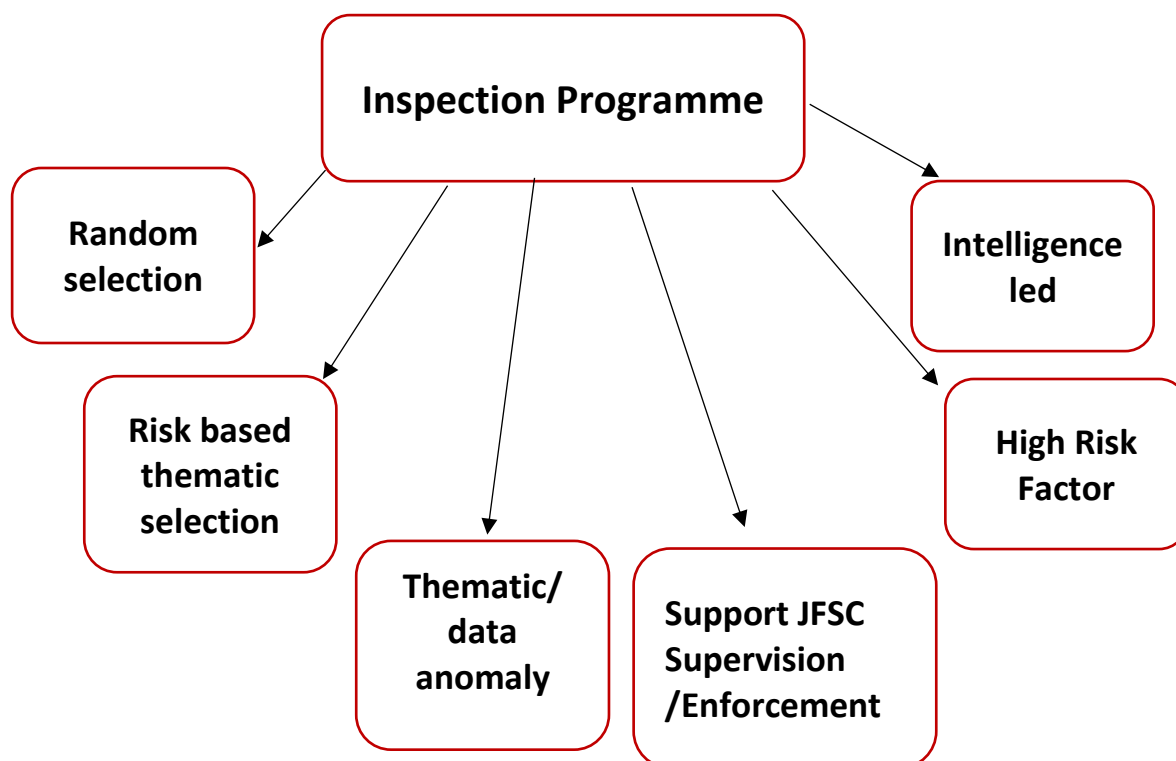 Inspection Programme
Random
selection
Intelligence
led
Risk based
thematic
selection
High Risk
Factor
Thematic/
data
anomaly
Support JFSC
Supervision
/Enforcement